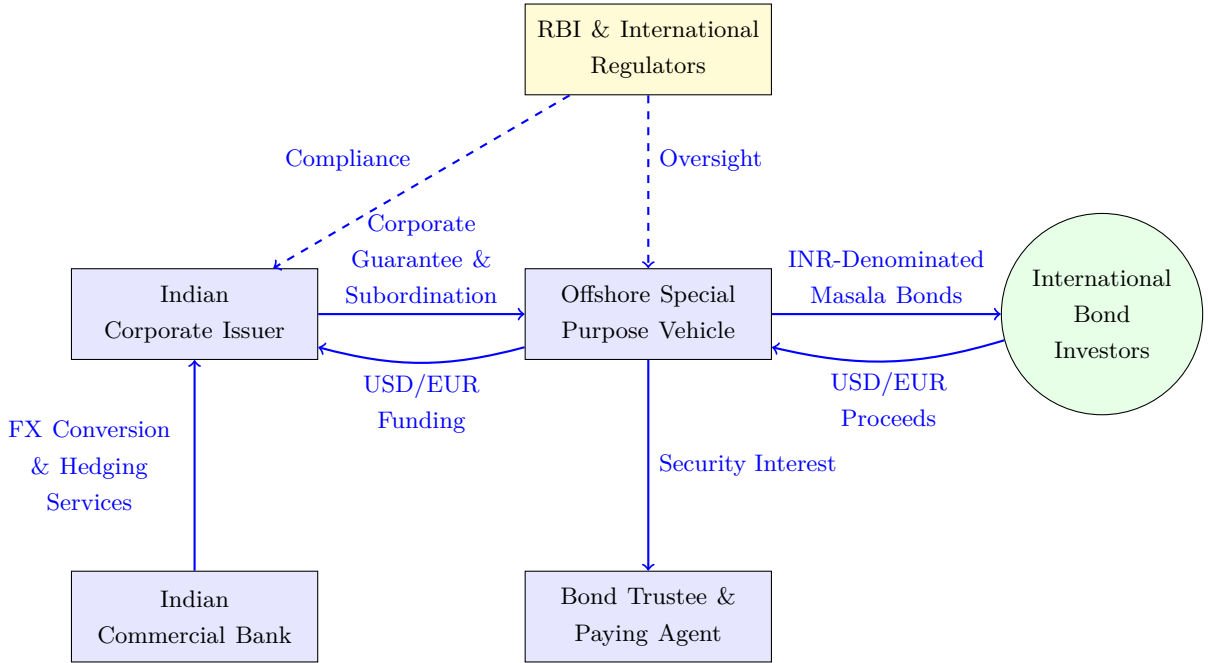 RBI & International
Regulators
Compliance
Oversight
Corporate
Guarantee &
Subordination
INR-Denominated
Masala Bonds
Indian
Corporate Issuer
Offshore Special
Purpose Vehicle
International
Bond
Investors
USD/EUR
Funding
USD/EUR
Proceeds
FX Conversion
& Hedging
Services
Security Interest
Indian
Commercial Bank
Bond Trustee &
Paying Agent